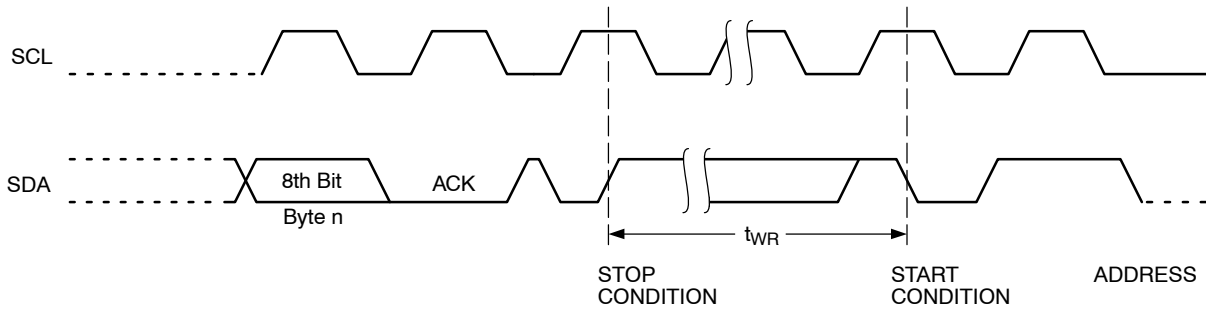 SCL
SDA
8th Bit
ACK
Byte n
tWR
STOP
CONDITION
START
CONDITION
ADDRESS